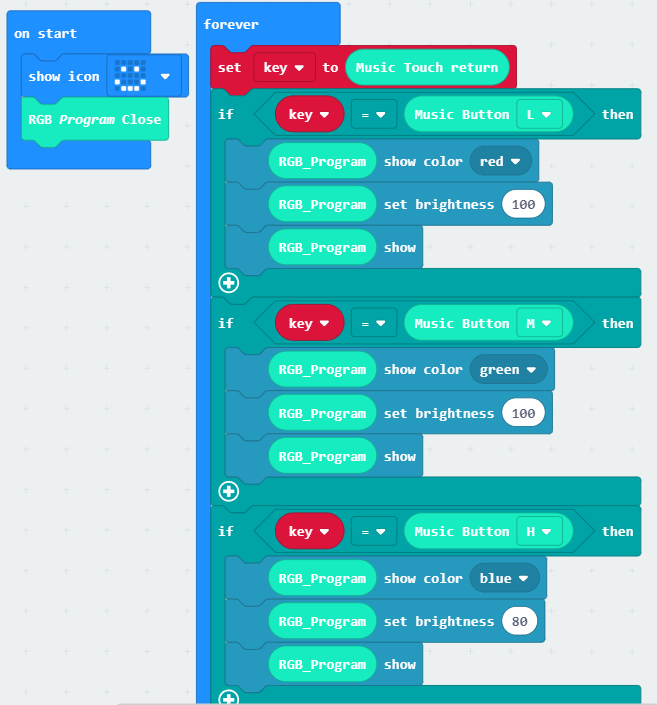 on start
show icon
RGB Program Close
forever
set key to Music Touch return
if key = Music Button L then
RGB_Program show color red
RGB_Program set brightness 100
RGB_Program show
if key = Music Button M then
RGB_Program show color green
RGB_Program set brightness 100
RGB_Program show
if key = Music Button H then
RGB_Program show color blue
RGB_Program set brightness 80
RGB_Program show